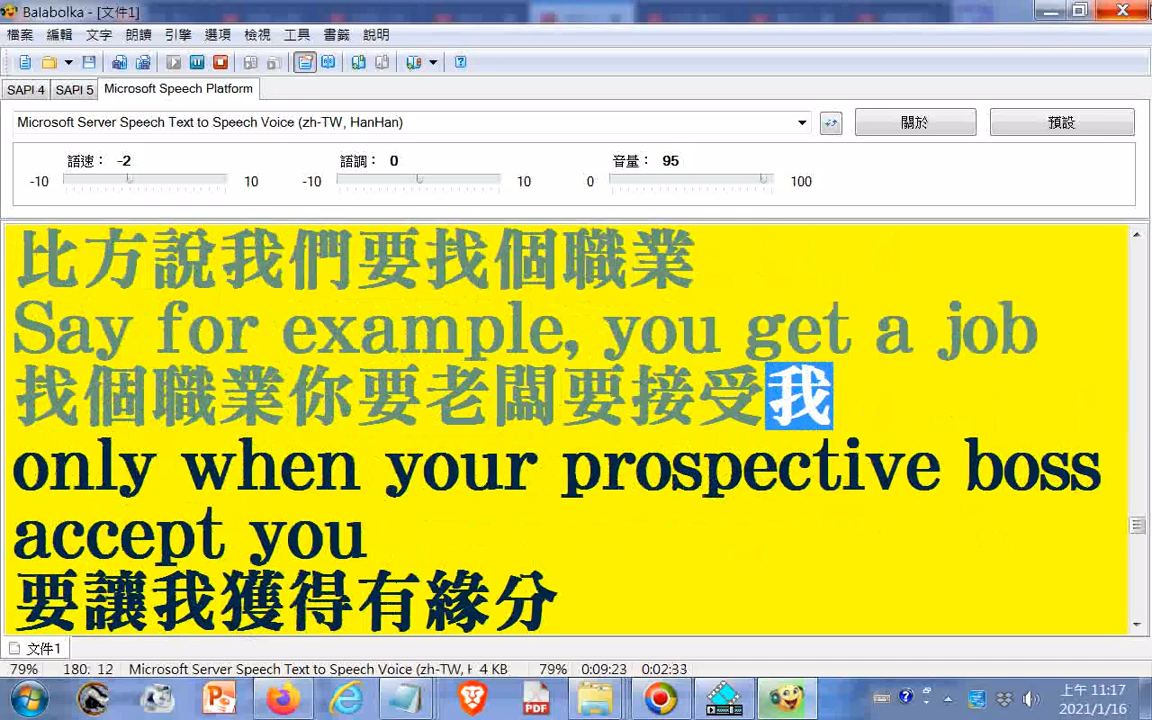 Balabolka - [文件1]
檔案 編輯 文字 朗讀 引擎 選項 檢視 工具 書籤 說明
SAPI 4 SAPI 5 Microsoft Speech Platform
Microsoft Server Speech Text to Speech Voice (zh-TW, HanHan) 關於 預設
語速： -2 語調： 0 音量： 95
-10 10 -10 10 0 100
比方說我們要找個職業
Say for example, you get a job
找個職業你要老闆要接受我
only when your prospective boss
accept you
要讓我獲得有緣分
文件1
79% 180: 12 Microsoft Server Speech Text to Speech Voice (zh-TW, 4 KB 79% 0:09:23 0:02:33
PDF
上午 11:17
2021/1/16